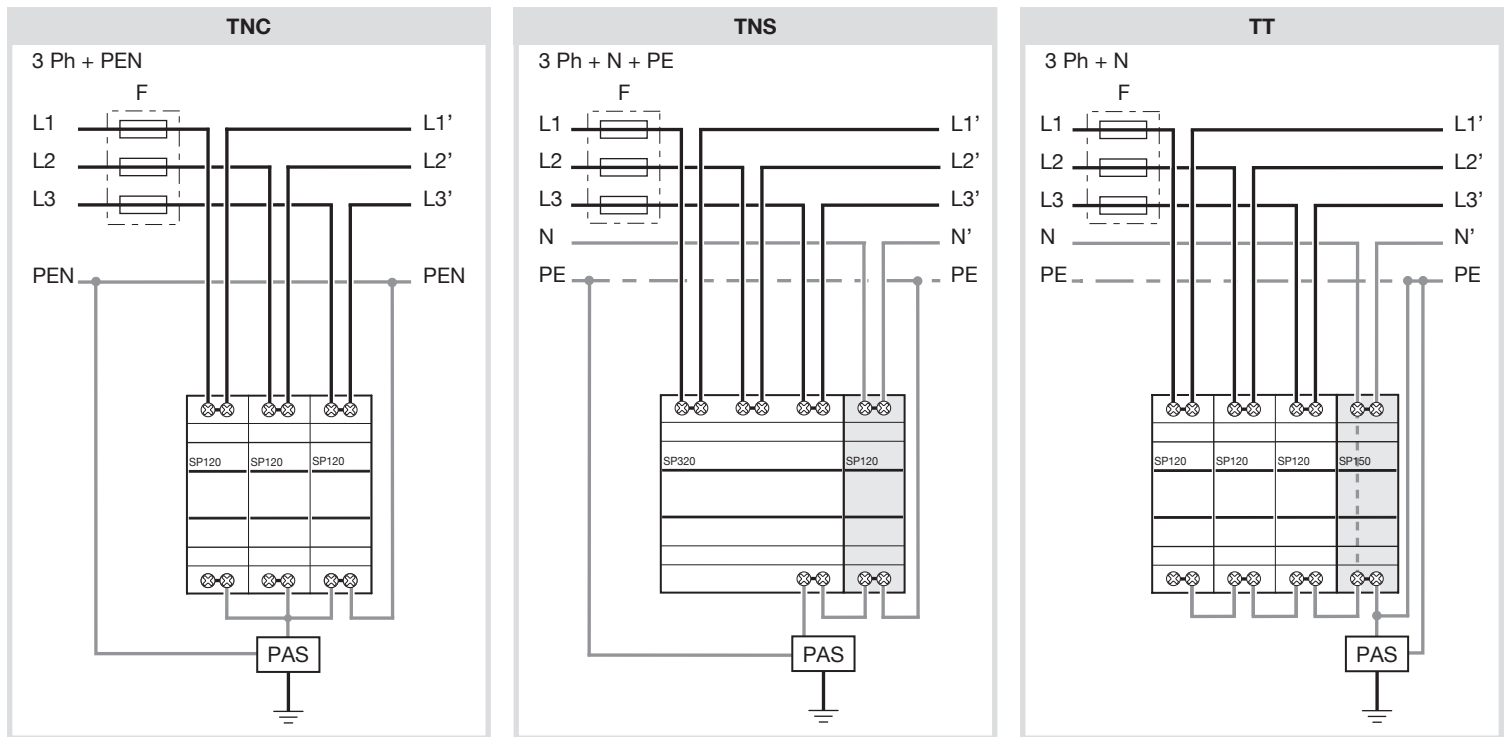 TNC
3 Ph + PEN
F
L1 L1’
L2 L2’
L3 L3’
PEN PEN
SP120 SP120 SP120
PAS
TNS
3 Ph + N + PE
F
L1 L1’
L2 L2’
L3 L3’
N N’
PE PE
SP320 SP120
PAS
TT
3 Ph + N
F
L1 L1’
L2 L2’
L3 L3’
N N’
PE PE
SP120 SP120 SP120 SP150
PAS